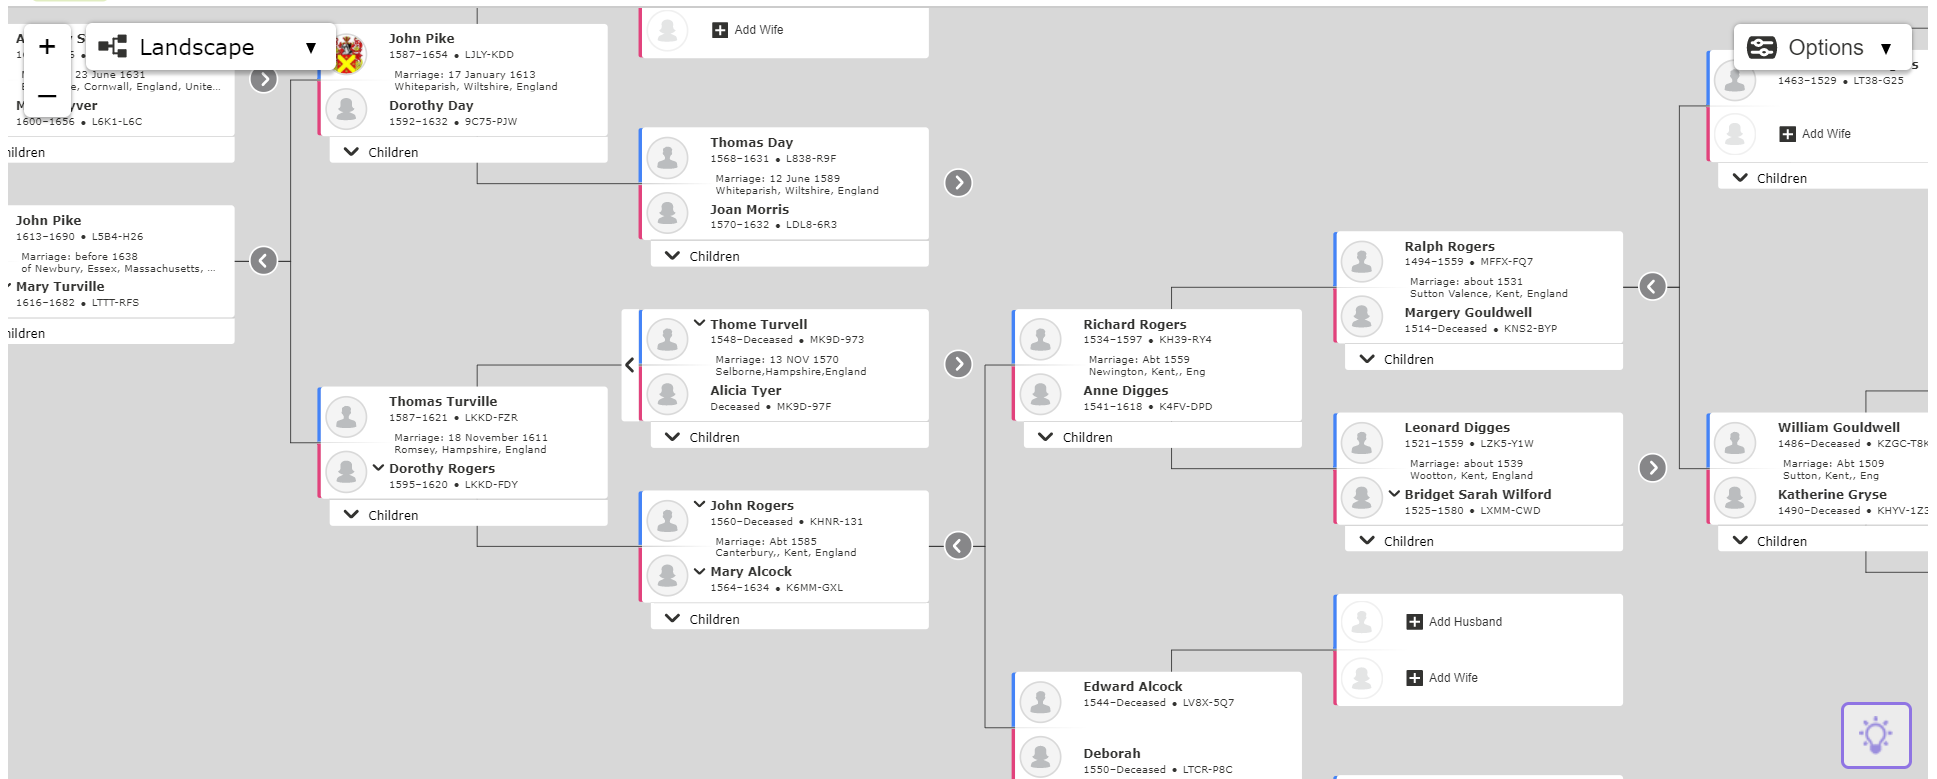 +
−
Landscape ▼
Options ▼
23 June 1631
Cornwall, England, Unite...
1600–1656 • L6K1-L6C
John Pike
1613–1690 • L5B4-H26
Marriage: before 1638
of Newbury, Essex, Massachusetts, ...
Mary Turville
1616–1682 • LTTT-RFS
John Pike
1587–1654 • LJLY-KDD
Marriage: 17 January 1613
Whiteparish, Wiltshire, England
Dorothy Day
1592–1632 • 9C75-PJW
Children
Thomas Turville
1587–1621 • LKKD-FZR
Marriage: 18 November 1611
Romsey, Hampshire, England
Dorothy Rogers
1595–1620 • LKKD-FDY
Children
Add Wife
Thomas Day
1568–1631 • L838-R9F
Marriage: 12 June 1589
Whiteparish, Wiltshire, England
Joan Morris
1570–1632 • LDL8-6R3
Children
Thome Turvell
1548–Deceased • MK9D-973
Marriage: 13 NOV 1570
Selborne,Hampshire,England
Alicia Tyer
Deceased • MK9D-97F
Children
John Rogers
1560–Deceased • KHNR-131
Marriage: Abt 1585
Canterbury,, Kent, England
Mary Alcock
1564–1634 • K6MM-GXL
Children
Richard Rogers
1534–1597 • KH39-RY4
Marriage: Abt 1559
Newington, Kent,, Eng
Anne Digges
1541–1618 • K4FV-DPD
Children
Edward Alcock
1544–Deceased • LV8X-5Q7
Deborah
1550–Deceased • LTCR-P8C
Ralph Rogers
1494–1559 • MFFX-FQ7
Marriage: about 1531
Sutton Valence, Kent, England
Margery Gouldwell
1514–Deceased • KNS2-BYP
Children
Leonard Digges
1521–1559 • LZK5-Y1W
Marriage: about 1539
Wootton, Kent, England
Bridget Sarah Wilford
1525–1580 • LXMM-CWD
Children
Add Husband
Add Wife
1463–1529 • LT38-G25
Add Wife
Children
William Gouldwell
1486–Deceased • KZGC-T8K
Marriage: Abt 1509
Sutton, Kent,, Eng
Katherine Gryse
1490–Deceased • KHYV-1Z3
Children